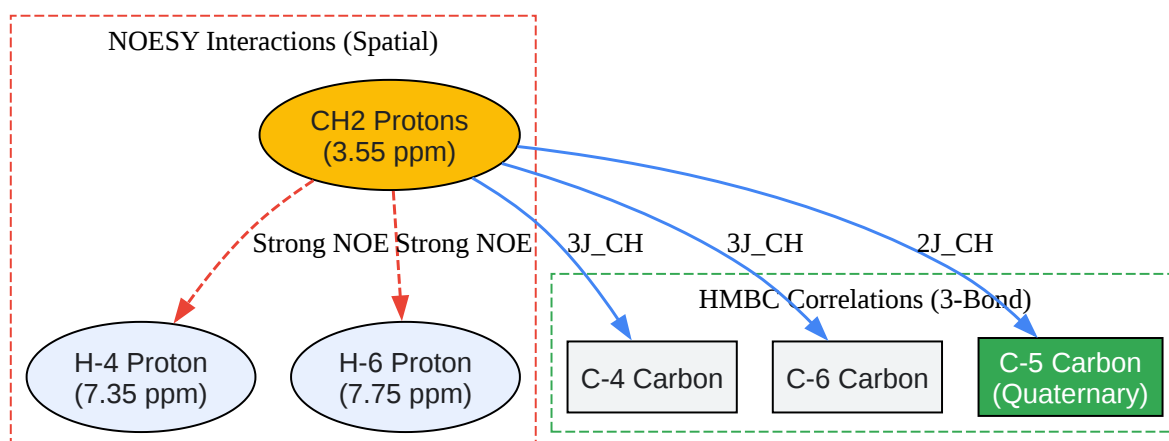 NOESY Interactions (Spatial)
CH2 Protons
(3.55 ppm)
Strong NOE
Strong NOE
3J_CH
3J_CH
2J_CH
HMBC Correlations (3-Bond)
H-4 Proton
(7.35 ppm)
H-6 Proton
(7.75 ppm)
C-4 Carbon
C-6 Carbon
C-5 Carbon
(Quaternary)